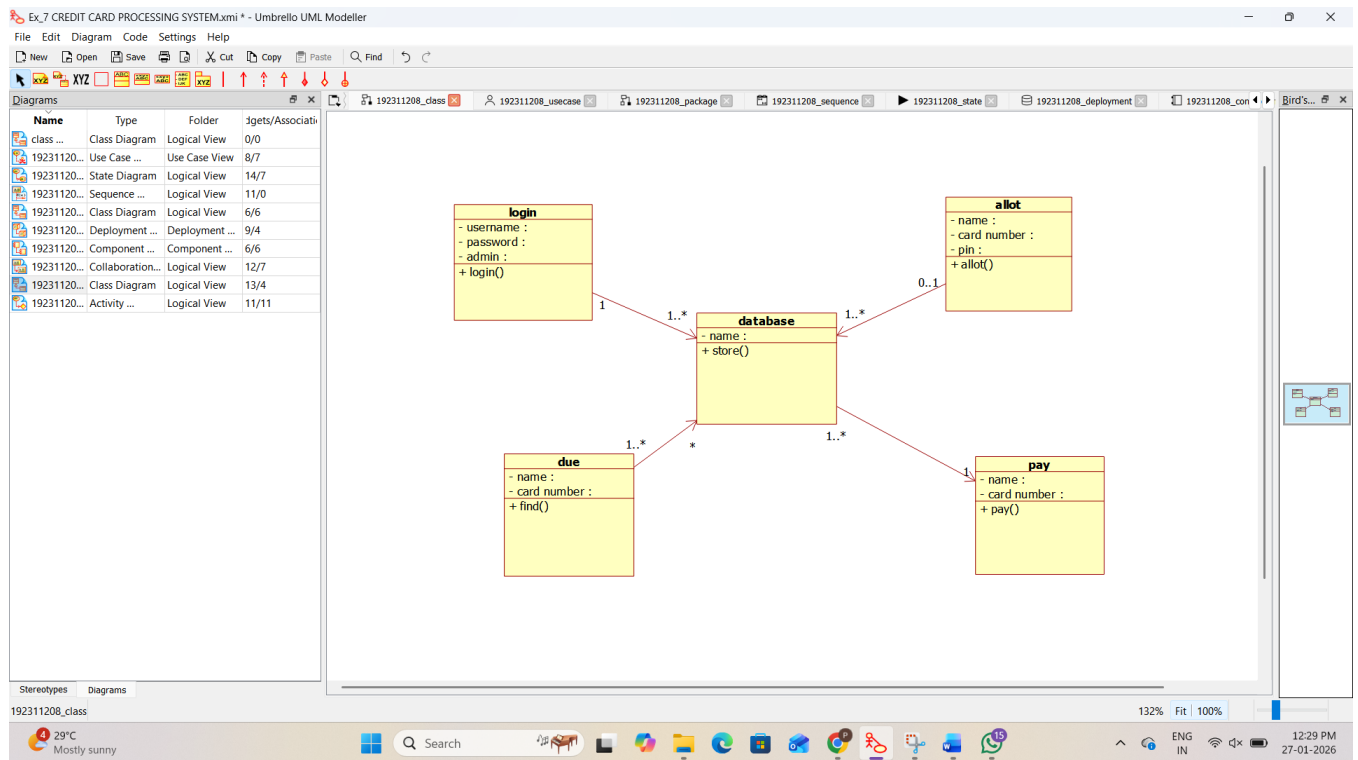 Ex_7 CREDIT CARD PROCESSING SYSTEM.xmi * - Umbrello UML Modeller
File Edit Diagram Code Settings Help
New Open Save Cut Copy Paste Find
XYZ
Diagrams
Name Type Folder
class ... Class Diagram Logical View 0/0
19231120... Use Case ... Use Case View 8/7
19231120... State Diagram Logical View 14/7
19231120... Sequence ... Logical View 11/0
19231120... Class Diagram Logical View 6/6
19231120... Deployment ... Deployment ... 9/4
19231120... Component ... Component ... 6/6
19231120... Collaboration... Logical View 12/7
19231120... Class Diagram Logical View 13/4
19231120... Activity ... Logical View 11/11
Stereotypes Diagrams
192311208_class
192311208_class 192311208_usecase 192311208_package 192311208_sequence 192311208_state 192311208_deployment 192311208_con
Bird's...
login
- username :
- password :
- admin :
+ login()
1
1..*
allot
- name :
- card number :
- pin :
+ allot()
0..1
1..*
database
- name :
+ store()
1..*
*
1..*
1
due
- name :
- card number :
+ find()
pay
- name :
- card number :
+ pay()
132% Fit 100%
4
29°C
Mostly sunny
Search
15
ENG
IN
12:29 PM
27-01-2026